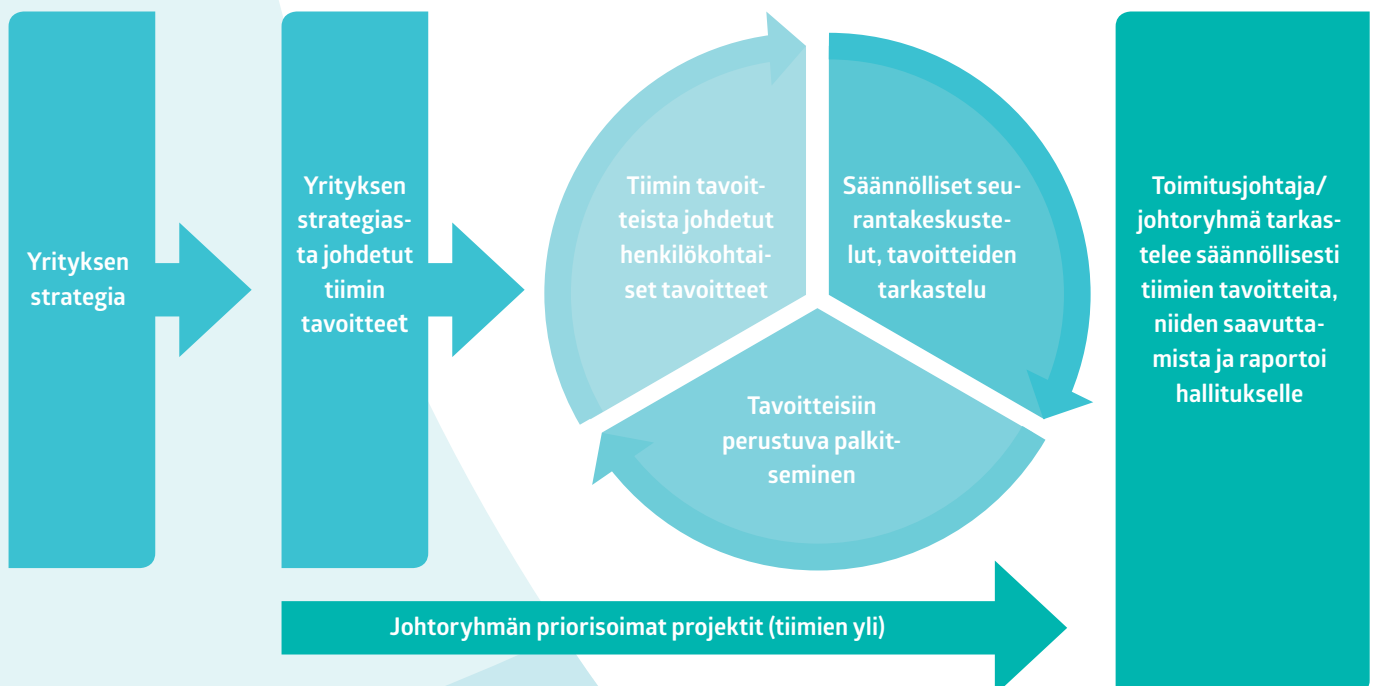 Yrityksen
strategia
Yrityksen
strategias-
ta johdetut
tiimin
tavoitteet
Tiimin tavoit-
teista johdetut
henkilökohtai-
set tavoitteet
Säännölliset seu-
rantakeskuste-
lut, tavoitteiden
tarkastelu
Tavoitteisiin
perustuva palkit-
seminen
Toimitusjohtaja/
johtoryhmä tarkas-
telee säännöllisesti
tiimien tavoitteita,
niiden saavutta-
mista ja raportoi
hallitukselle
Johtoryhmän priorisoimat projektit (tiimien yli)